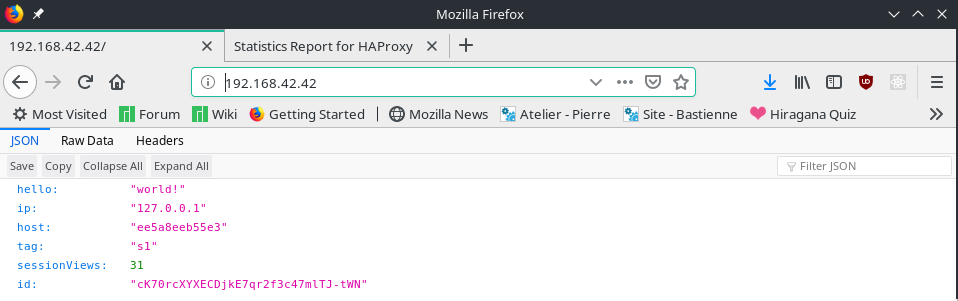 Mozilla Firefox
192.168.42.42/ Statistics Report for HAProxy
192.168.42.42
Most Visited Forum Wiki Getting Started Mozilla News Atelier - Pierre Site - Bastienne Hiragana Quiz
JSON Raw Data Headers
Save Copy Collapse All Expand All Filter JSON
hello: "world!"
ip: "127.0.0.1"
host: "ee5a8eeb55e3"
tag: "s1"
sessionViews: 31
id: "cK70rcXYXECDjkE7qr2f3c47mlTJ-tWN"